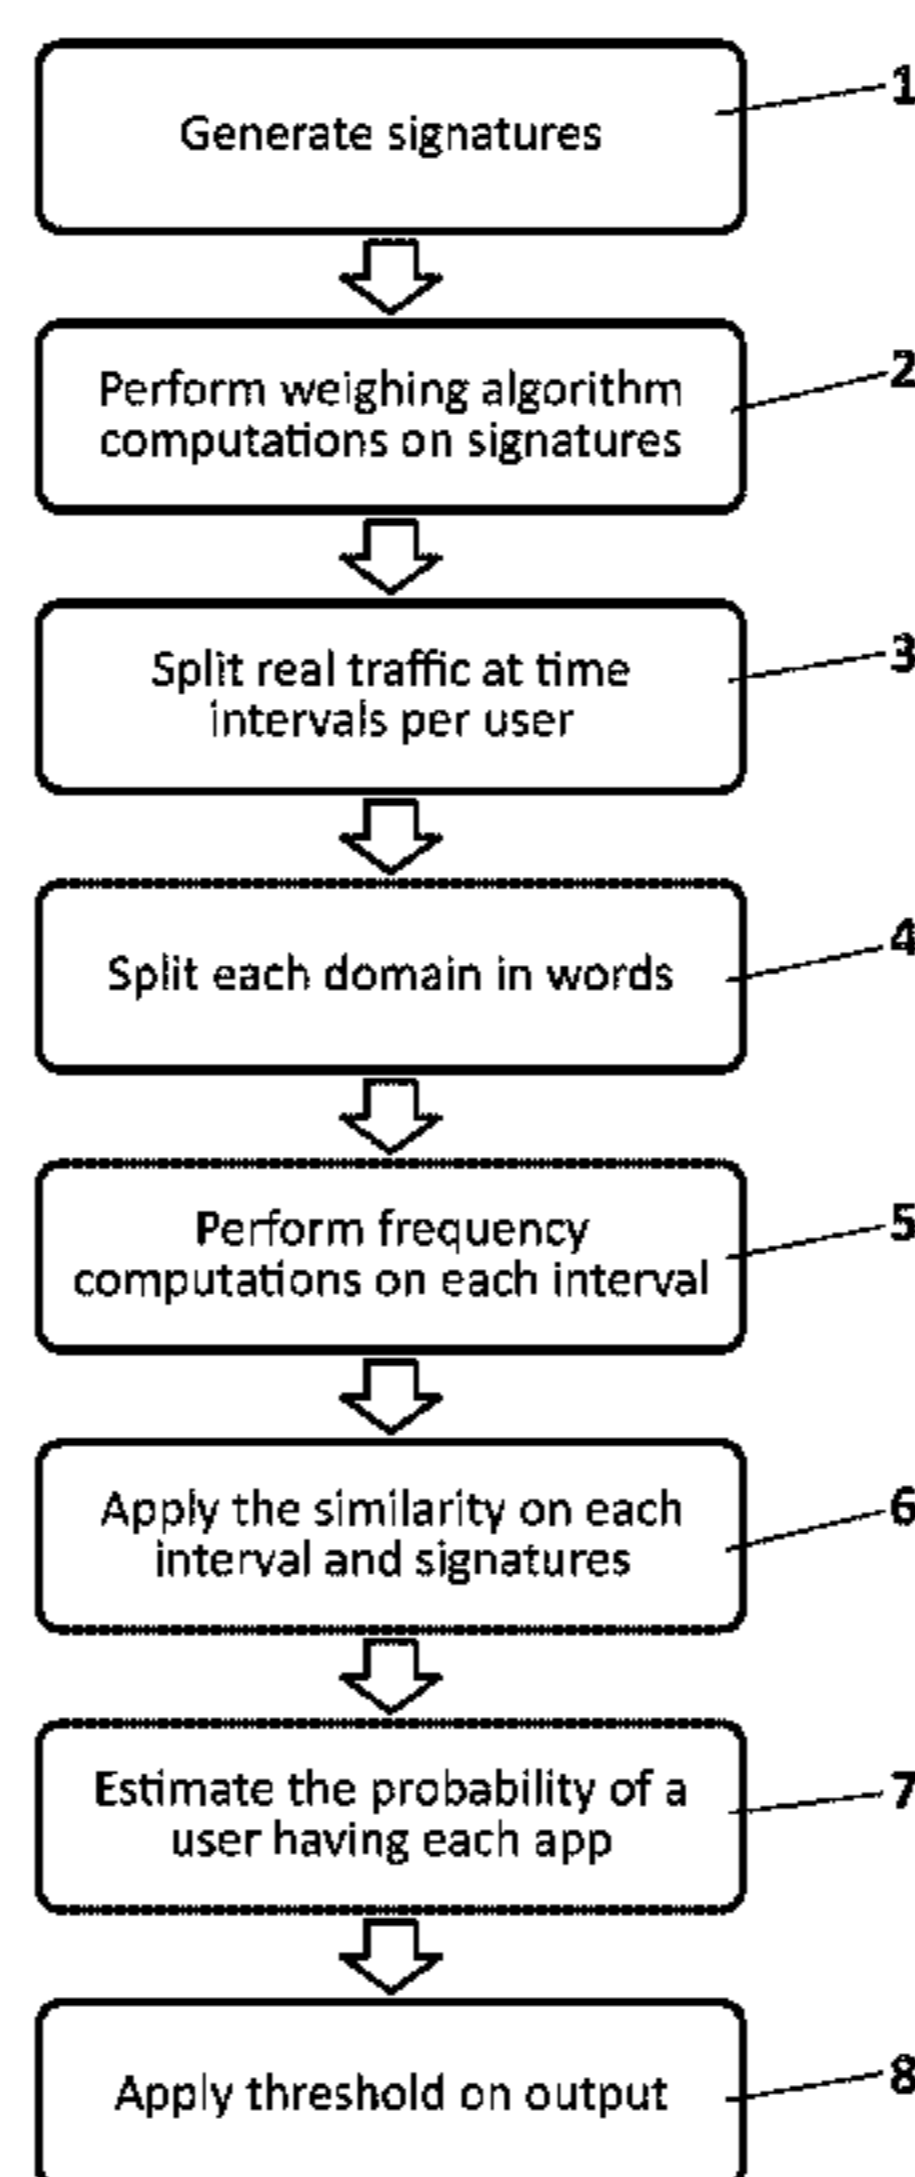 Generate signatures
1
Perform weighing algorithm
computations on signatures
2
Split real traffic at time
intervals per user
3
Split each domain in words
4
Perform frequency
computations on each interval
5
Apply the similarity on each
interval and signatures
6
Estimate the probability of a
user having each app
7
Apply threshold on output
8